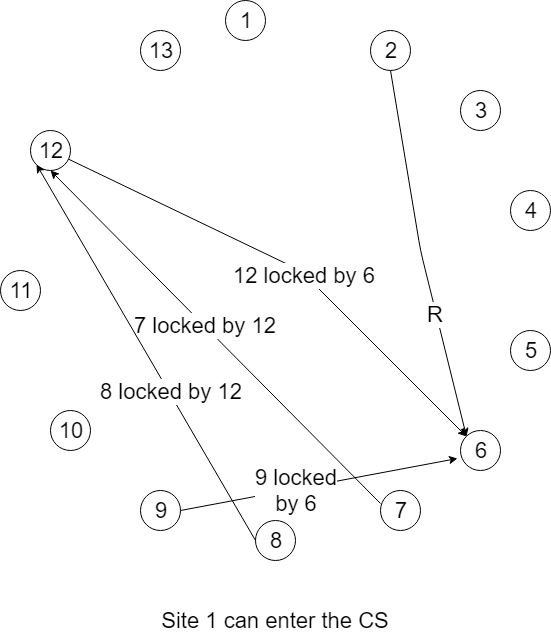 1
13
2
3
12
4
12 locked by 6
11
R
7 locked by 12
5
8 locked by 12
10
6
9 locked
by 6
9
7
8
Site 1 can enter the CS